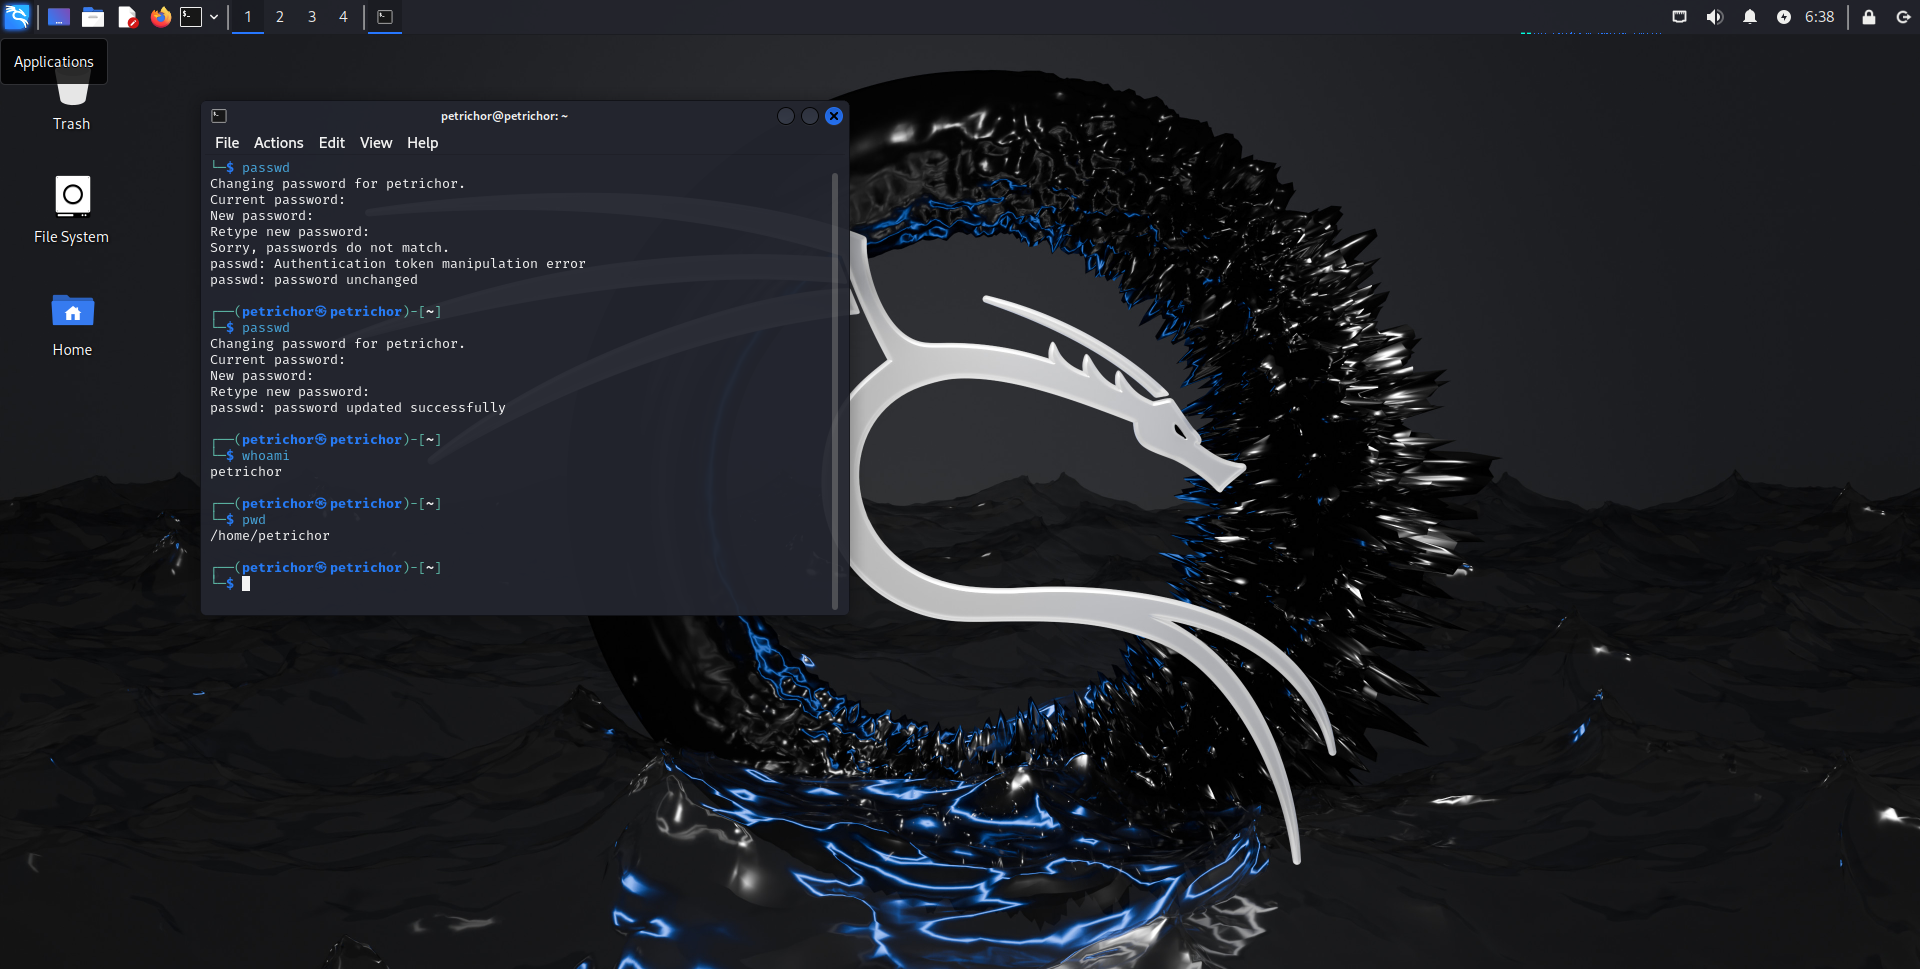 1 2 3 4
6:38
Applications
Trash
File System
Home
petrichor@petrichor: ~
File Actions Edit View Help
└─$ passwd
Changing password for petrichor.
Current password:
New password:
Retype new password:
Sorry, passwords do not match.
passwd: Authentication token manipulation error
passwd: password unchanged
┌──(petrichor㉿petrichor)-[~]
└─$ passwd
Changing password for petrichor.
Current password:
New password:
Retype new password:
passwd: password updated successfully
┌──(petrichor㉿petrichor)-[~]
└─$ whoami
petrichor
┌──(petrichor㉿petrichor)-[~]
└─$ pwd
/home/petrichor
┌──(petrichor㉿petrichor)-[~]
└─$